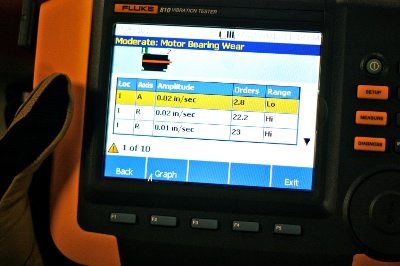 FLUKE 810 VIBRATION TESTER
Moderate: Motor Bearing Wear
Loc Axis Amplitude Orders Range
1 A 0.02 in/sec 2.0 Lo
1 R 0.02 in/sec 22.2 Hi
1 R 0.01 in/sec 23 Hi
1 of 10
Back Graph Exit
F1 F2 F3 F4 F5
SETUP
MEASURE
DIAGNOSE